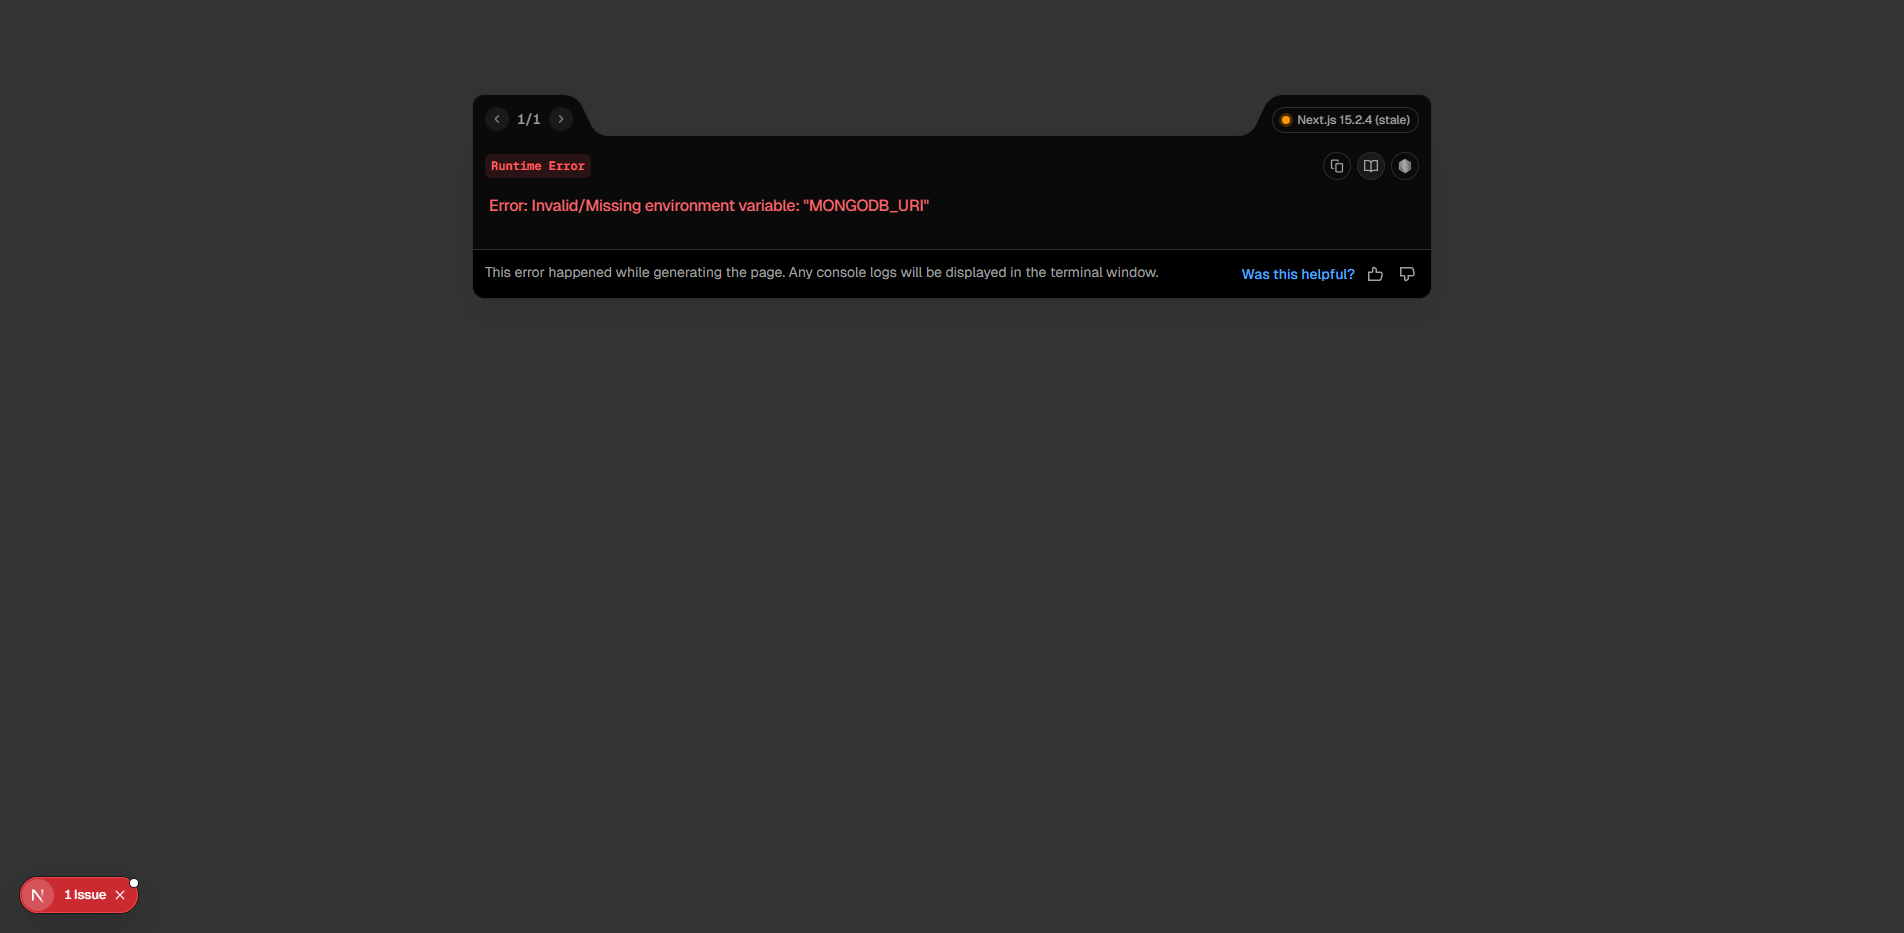 1/1
Next.js 15.2.4 (stale)
Runtime Error
Error: Invalid/Missing environment variable: "MONGODB_URI"
This error happened while generating the page. Any console logs will be displayed in the terminal window.
Was this helpful?
N
1 Issue